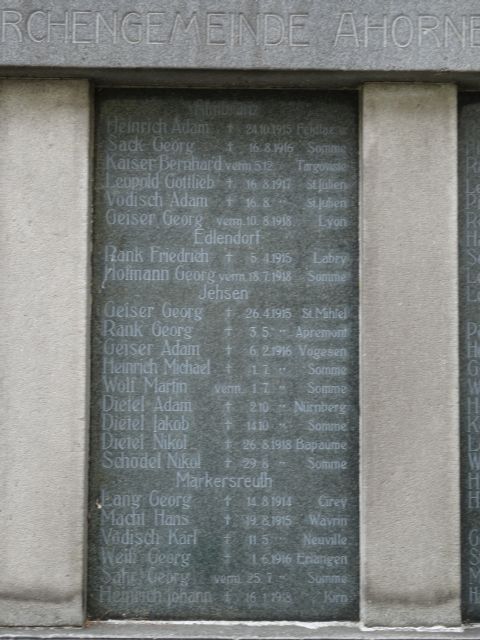 RCHENGEMEINDE AHORN
Heinrich Adam † 24.10.1915
Sack Georg † 16.8.1916 Somme
Kaiser Bernhard verm. 5.12 Targowisie
Leupold Gottlieb † 16.8.1917 St.Julien
Vodisch Adam † 16.8. " St.Julien
Geiser Georg verm. 10.8.1918 Lyon
Edlendorf
Rank Friedrich † 5.4.1915 Labry
Hofmann Georg verm. 18.7.1918 Somme
Jehsen
Geiser Georg † 26.4.1915 St.Mihiel
Rank Georg † 3.5. " Apremont
Geiser Adam † 6.2.1916 Vogesen
Heinrich Michael † 1.7. " Somme
Wolf Martin verm. 1.7. " Somme
Dietel Adam † 2.10. " Nürnberg
Dietel Jakob † 14.10. " Somme
Dietel Nikol † 26.8.1918 Bapaume
Schödel Nikol † 29.8. " Somme
Markersreuth
Lang Georg † 14.8.1914 Cirey
Macht Hans † 19.8.1915 Wavrin
Vodisch Karl † 11.5. " Neuville
Weiß Georg † 1.6.1916 Erlangen
Sahr Georg verm. 25.7. " Somme
Heinrich Johann † 16.1.1918 Kirn